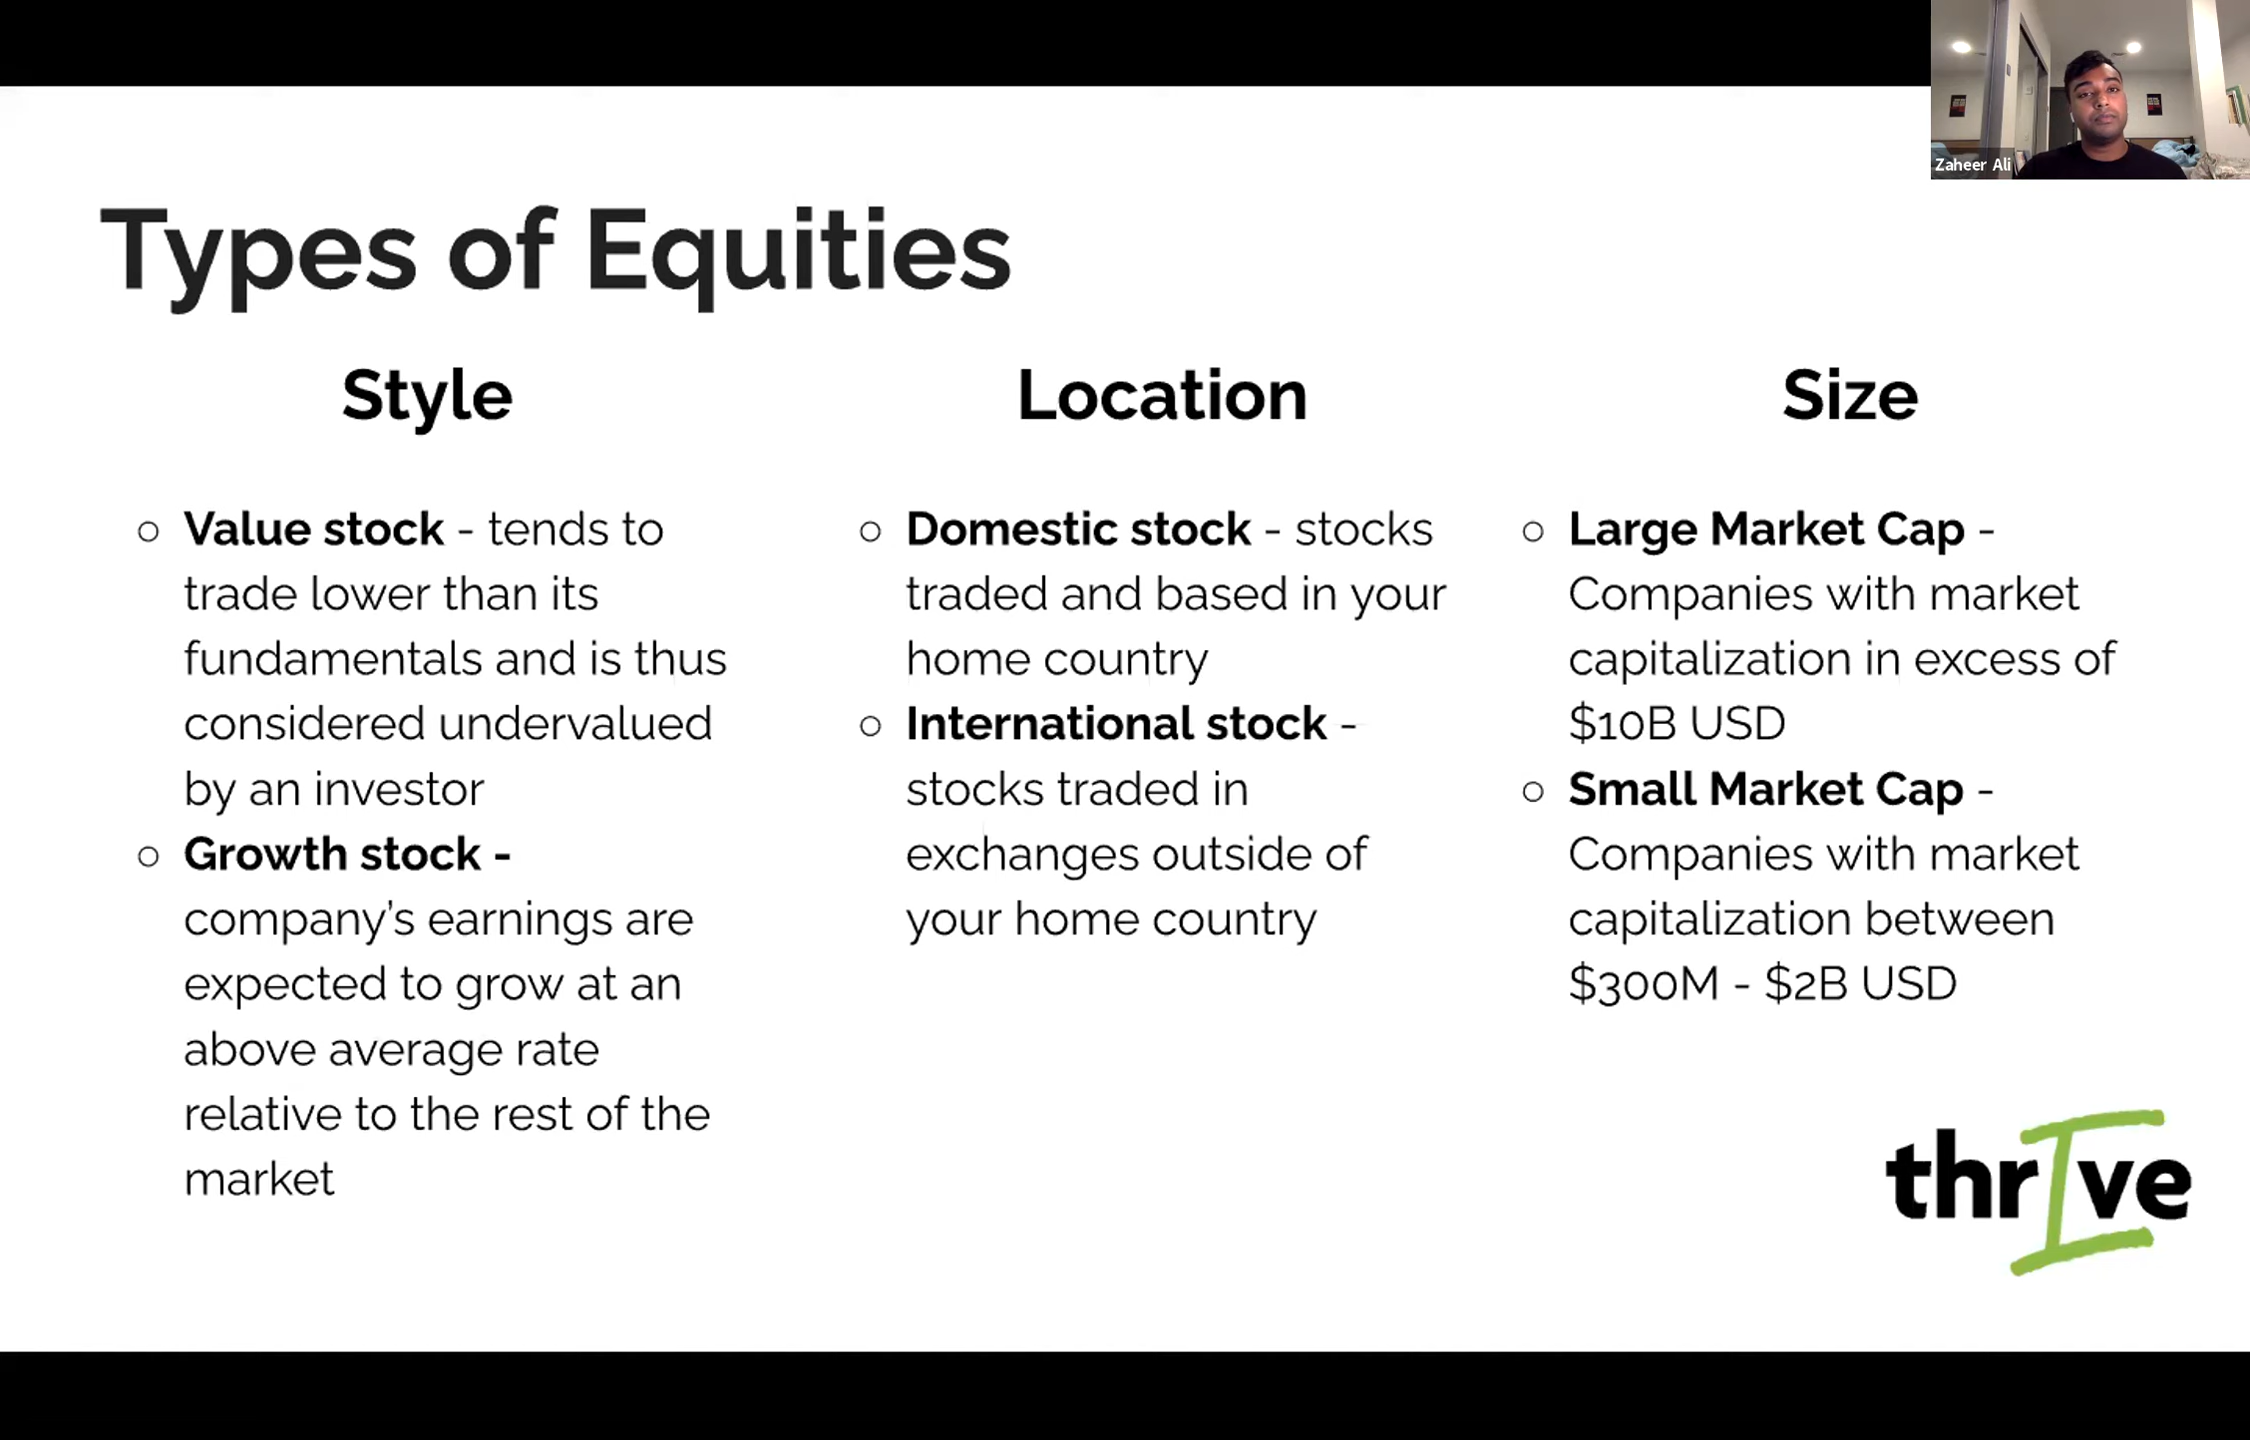 Zaheer Ali
Types of Equities
Style
○ Value stock - tends to
trade lower than its
fundamentals and is thus
considered undervalued
by an investor
○ Growth stock -
company's earnings are
expected to grow at an
above average rate
relative to the rest of the
market
Location
○ Domestic stock - stocks
traded and based in your
home country
○ International stock -
stocks traded in
exchanges outside of
your home country
Size
○ Large Market Cap -
Companies with market
capitalization in excess of
$10B USD
○ Small Market Cap -
Companies with market
capitalization between
$300M - $2B USD
thrIve